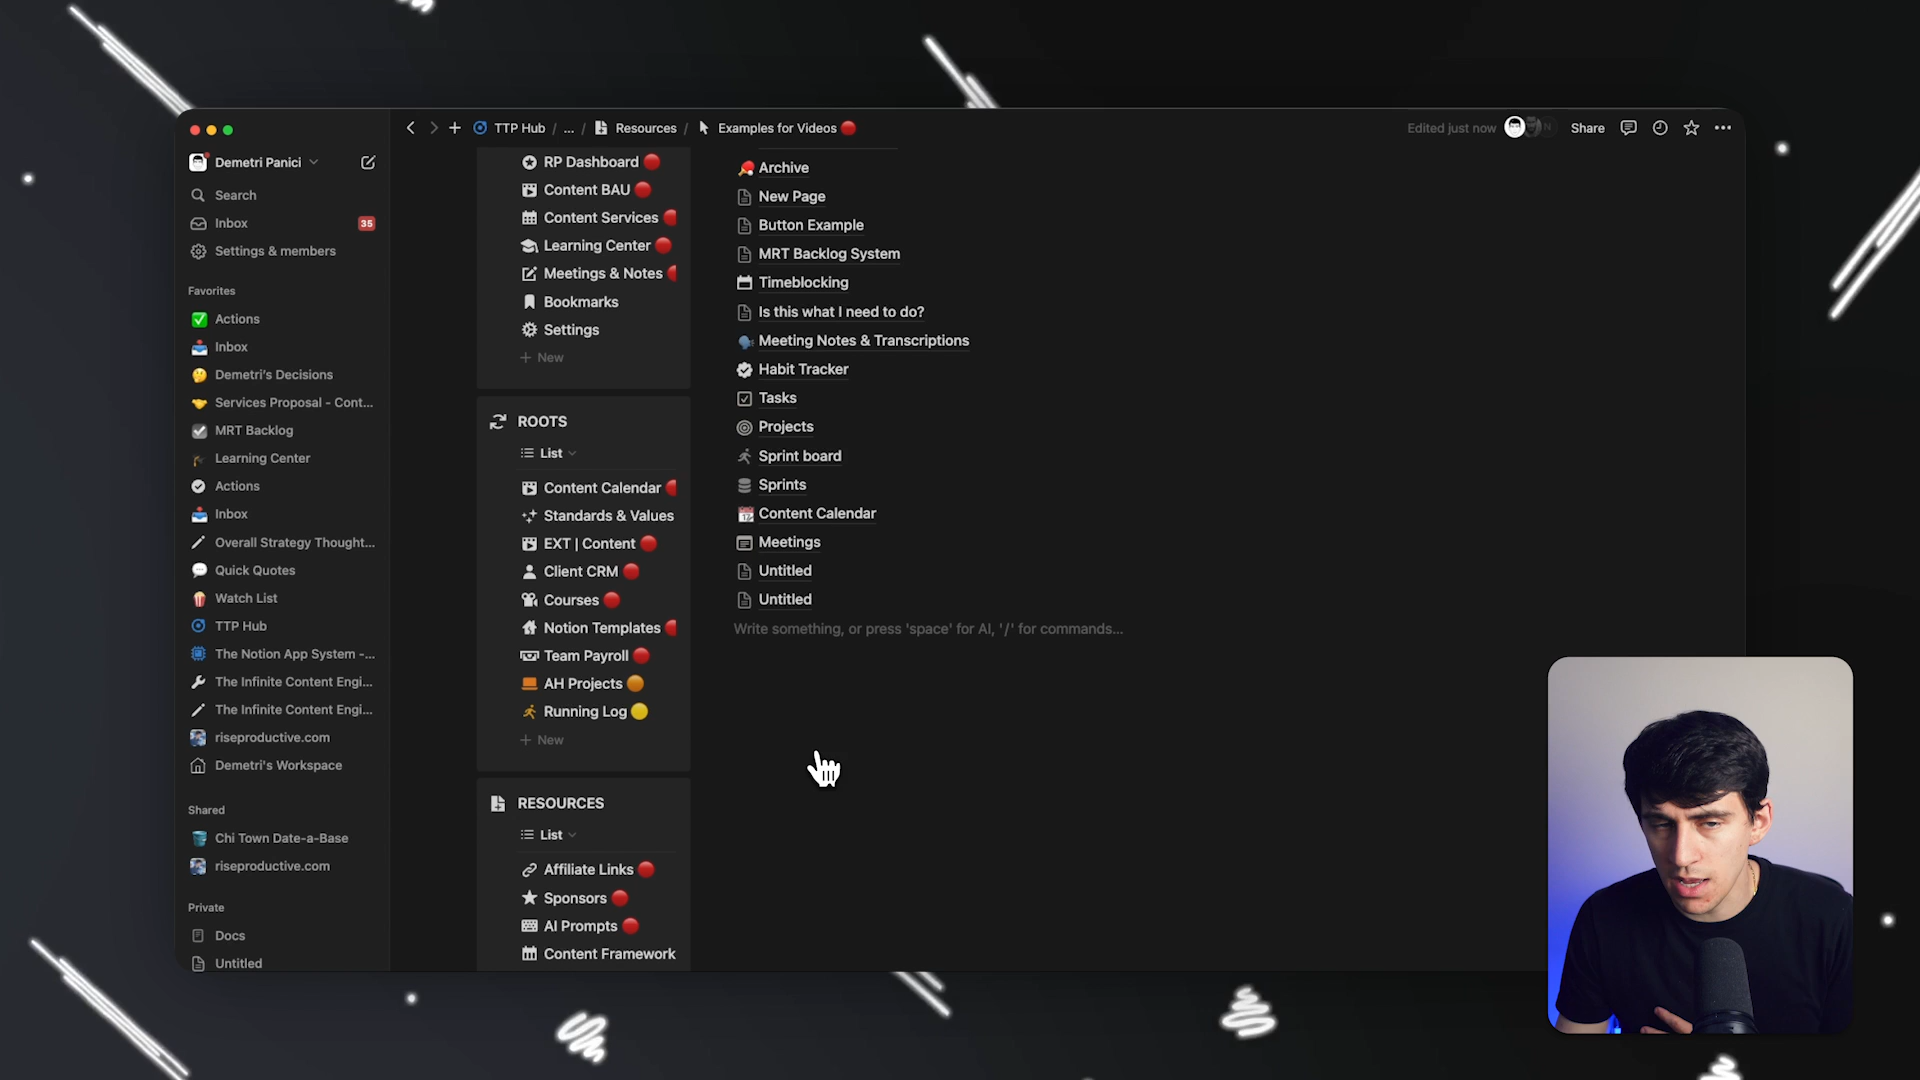 TTP Hub / ... / Resources / Examples for Videos
Edited just now
Share
Demetri Panici
Search
Inbox 35
Settings & members
Favorites
Actions
Inbox
Demetri's Decisions
Services Proposal - Cont...
MRT Backlog
Learning Center
Actions
Inbox
Overall Strategy Thought...
Quick Quotes
Watch List
TTP Hub
The Notion App System -...
The Infinite Content Engi...
The Infinite Content Engi...
riseproductive.com
Demetri's Workspace
Shared
Chi Town Date-a-Base
riseproductive.com
Private
Docs
Untitled
RP Dashboard
Content BAU
Content Services
Learning Center
Meetings & Notes
Bookmarks
Settings
+ New
ROOTS
List
Content Calendar
Standards & Values
EXT | Content
Client CRM
Courses
Notion Templates
Team Payroll
AH Projects
Running Log
+ New
RESOURCES
List
Affiliate Links
Sponsors
AI Prompts
Content Framework
Archive
New Page
Button Example
MRT Backlog System
Timeblocking
Is this what I need to do?
Meeting Notes & Transcriptions
Habit Tracker
Tasks
Projects
Sprint board
Sprints
Content Calendar
Meetings
Untitled
Untitled
Write something, or press 'space' for AI, '/' for commands...